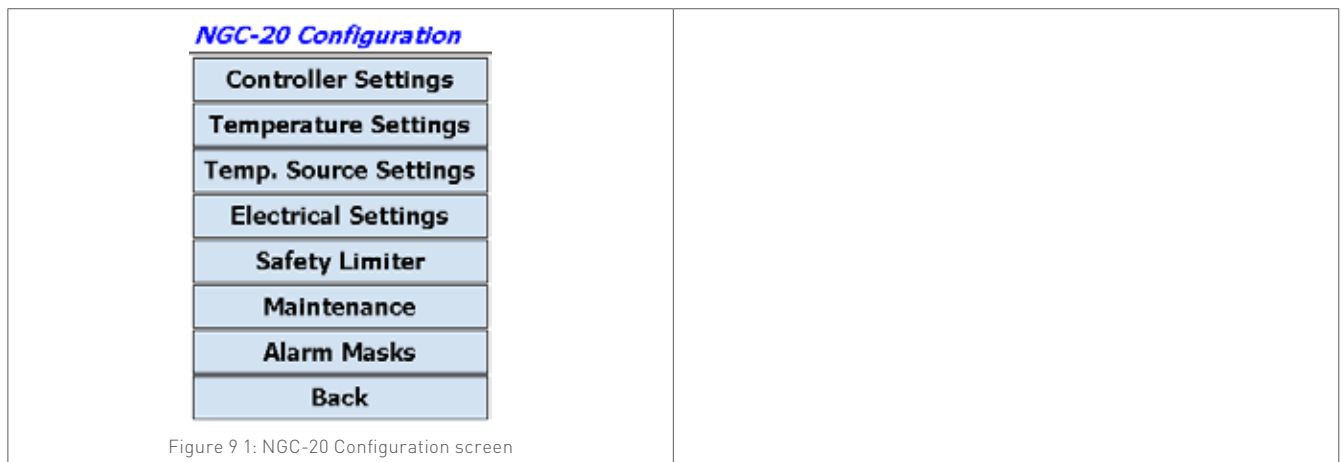 NGC-20 Configuration
Controller Settings
Temperature Settings
Temp. Source Settings
Electrical Settings
Safety Limiter
Maintenance
Alarm Masks
Back
Figure 9 1: NGC-20 Configuration screen